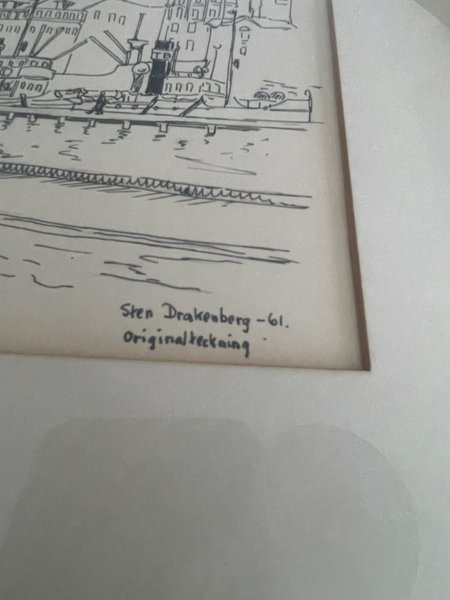 Sten Drakenberg -61.
Originalteckning